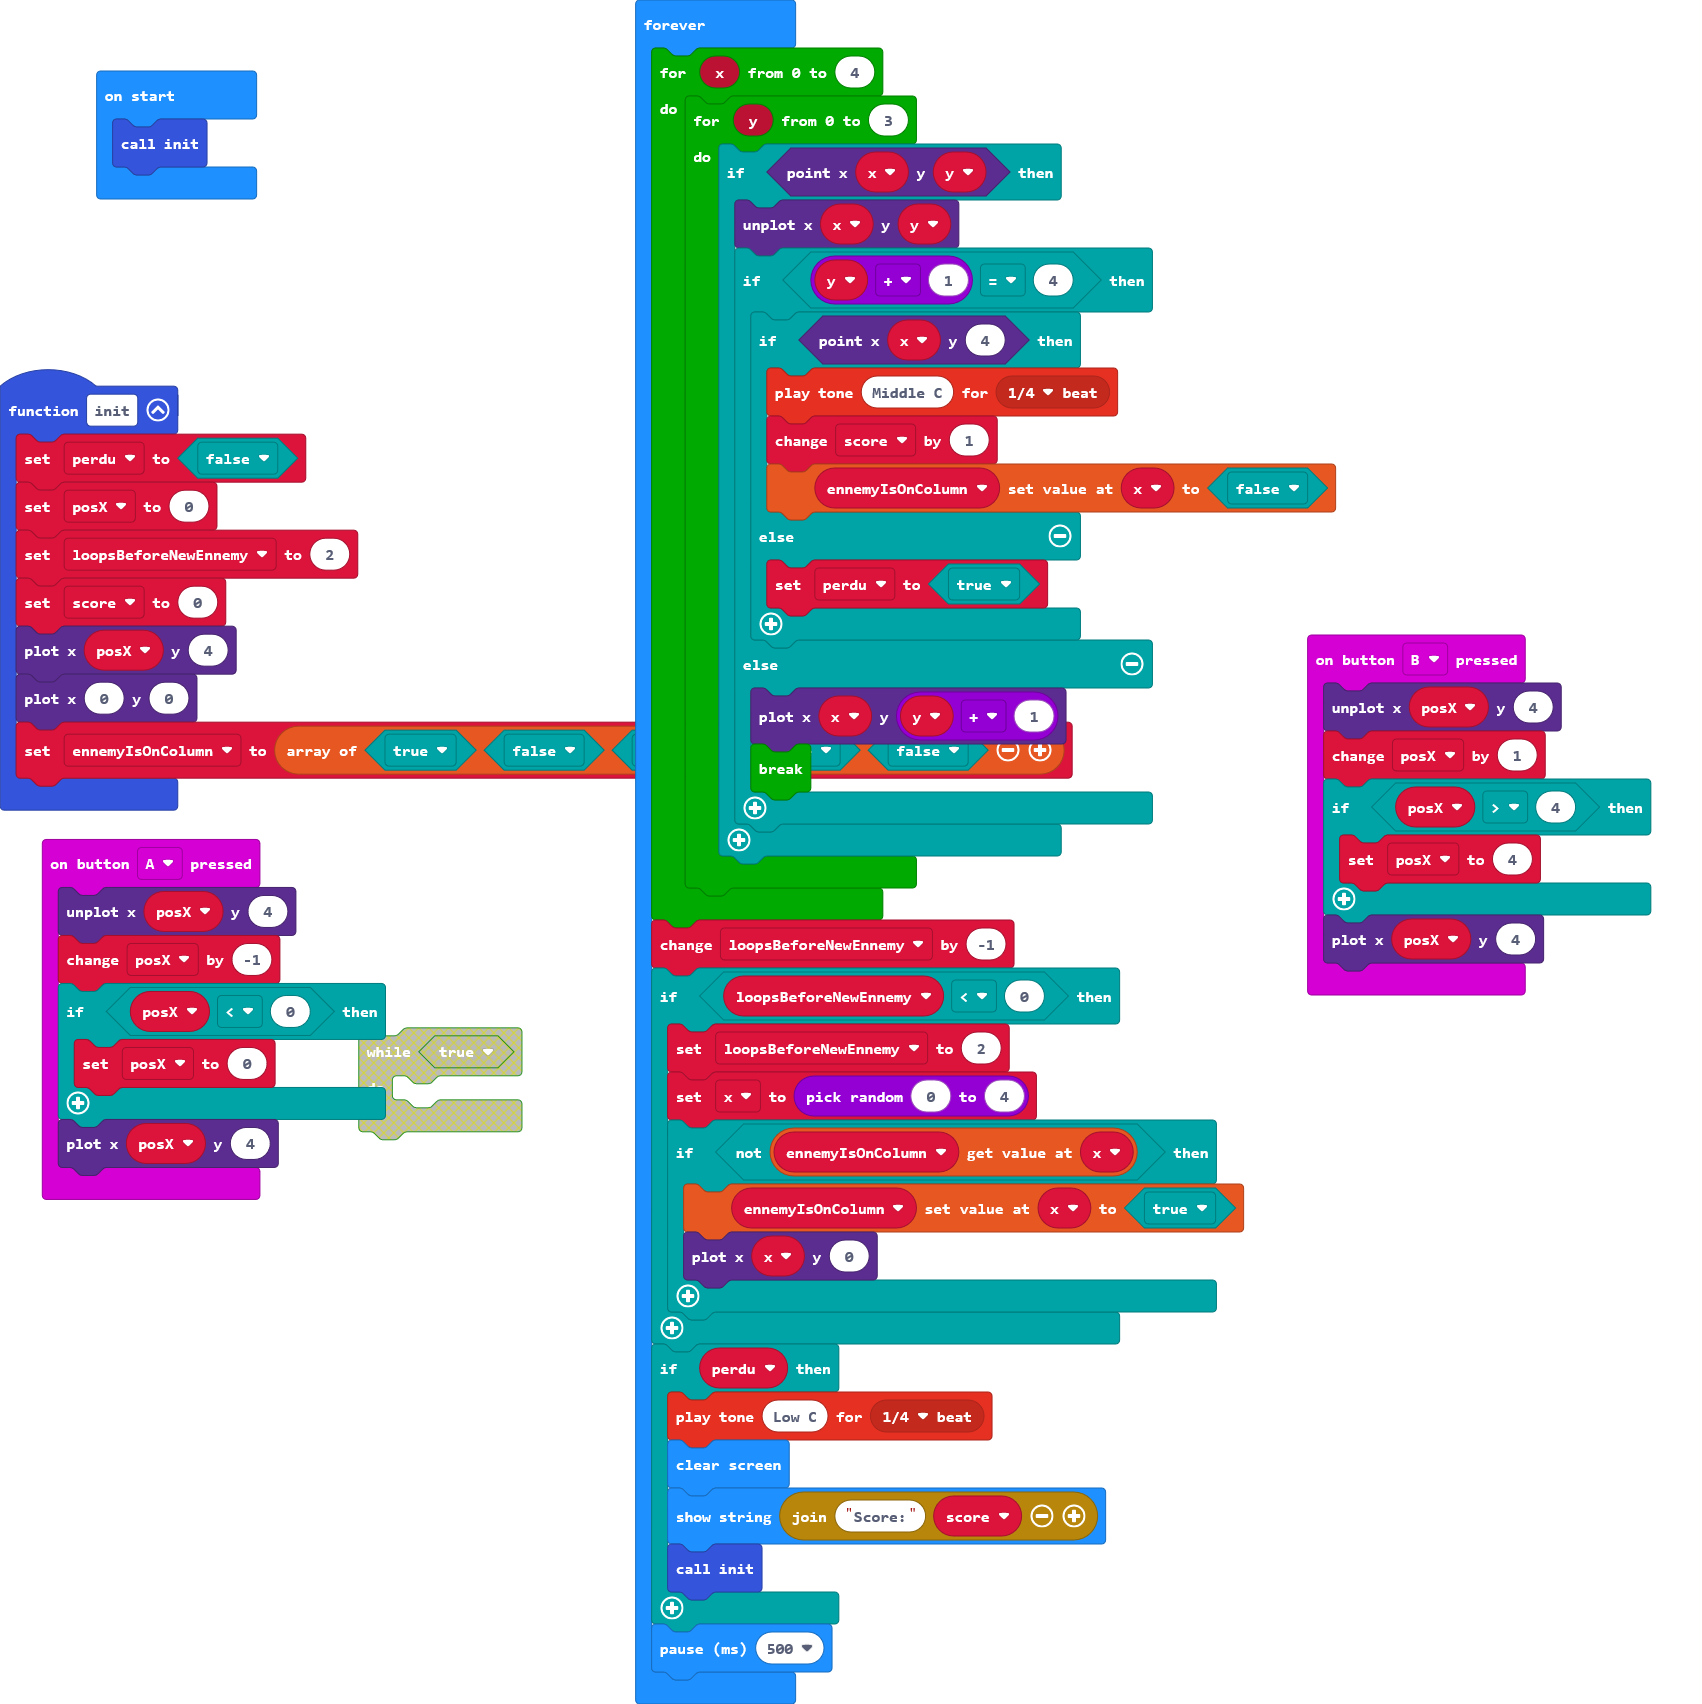 on start
call init
function init
set perdu to false
set posX to 0
set loopsBeforeNewEnnemy to 2
set score to 0
plot x posX y 4
plot x 0 y 0
set ennemyIsOnColumn to array of true false false
on button A pressed
unplot x posX y 4
change posX by -1
if posX < 0 then
set posX to 0
plot x posX y 4
while true
forever
for x from 0 to 4
do
for y from 0 to 3
do
if point x x y y then
unplot x x y y
if y + 1 = 4 then
if point x x y 4 then
play tone Middle C for 1/4 beat
change score by 1
ennemyIsOnColumn set value at x to false
else
set perdu to true
else
plot x x y y + 1
break
change loopsBeforeNewEnnemy by -1
if loopsBeforeNewEnnemy < 0 then
set loopsBeforeNewEnnemy to 2
set x to pick random 0 to 4
if not ennemyIsOnColumn get value at x then
ennemyIsOnColumn set value at x to true
plot x x y 0
if perdu then
play tone Low C for 1/4 beat
clear screen
show string join "Score:" score
call init
pause (ms) 500
on button B pressed
unplot x posX y 4
change posX by 1
if posX > 4 then
set posX to 4
plot x posX y 4